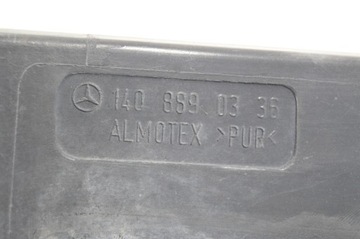 140 889 03 36
ALMOTEX >PUR<